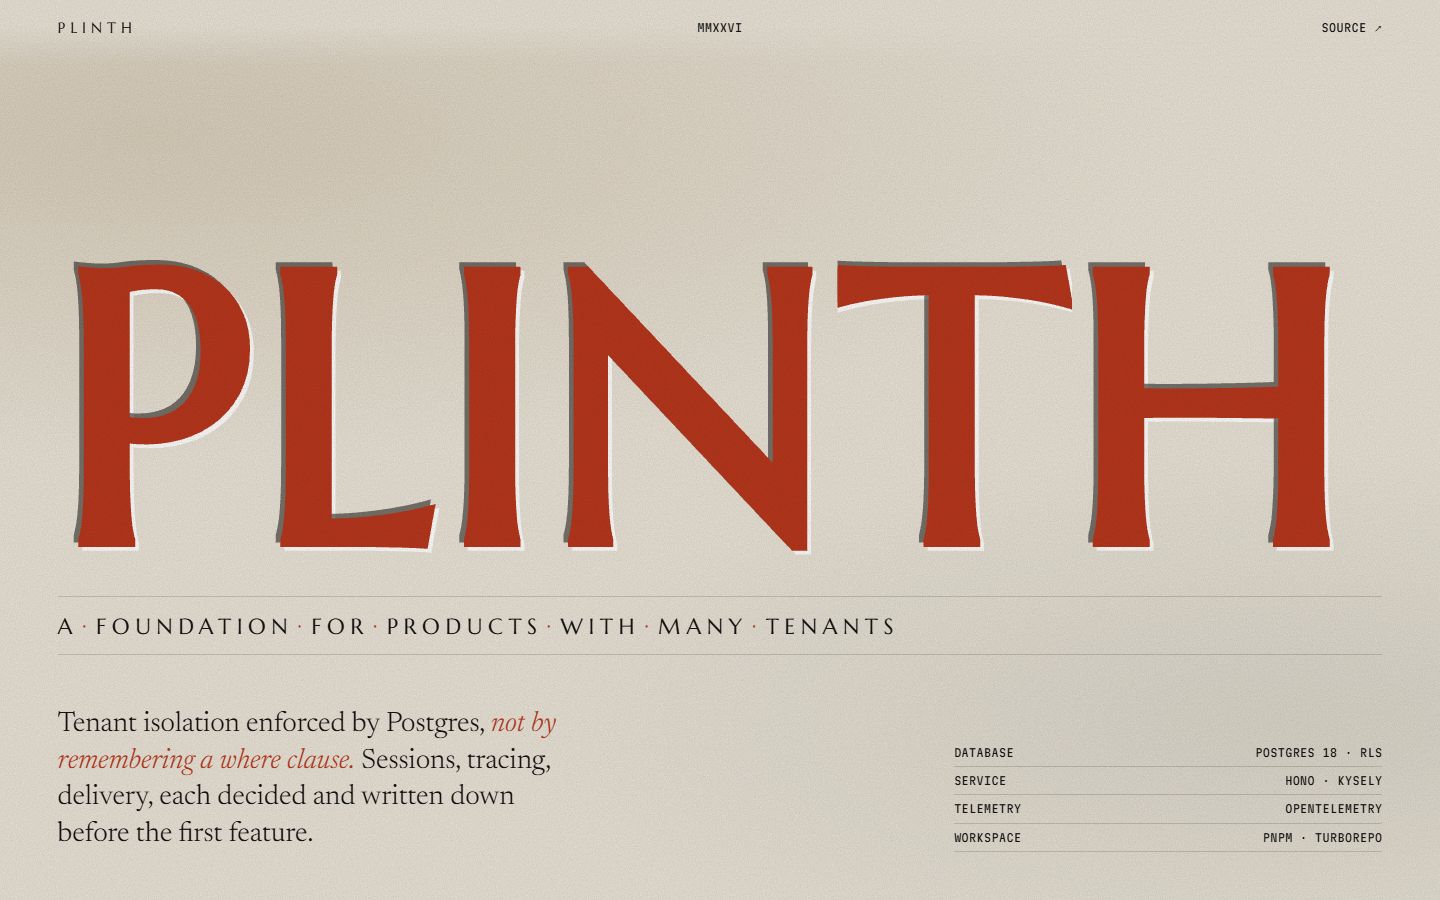 PLINTH
MMXXVI
SOURCE ↗
PLINTH
A · FOUNDATION · FOR · PRODUCTS · WITH · MANY · TENANTS
Tenant isolation enforced by Postgres, not by
remembering a where clause. Sessions, tracing,
delivery, each decided and written down
before the first feature.
DATABASE POSTGRES 18 · RLS
SERVICE HONO · KYSELY
TELEMETRY OPENTELEMETRY
WORKSPACE PNPM · TURBOREPO